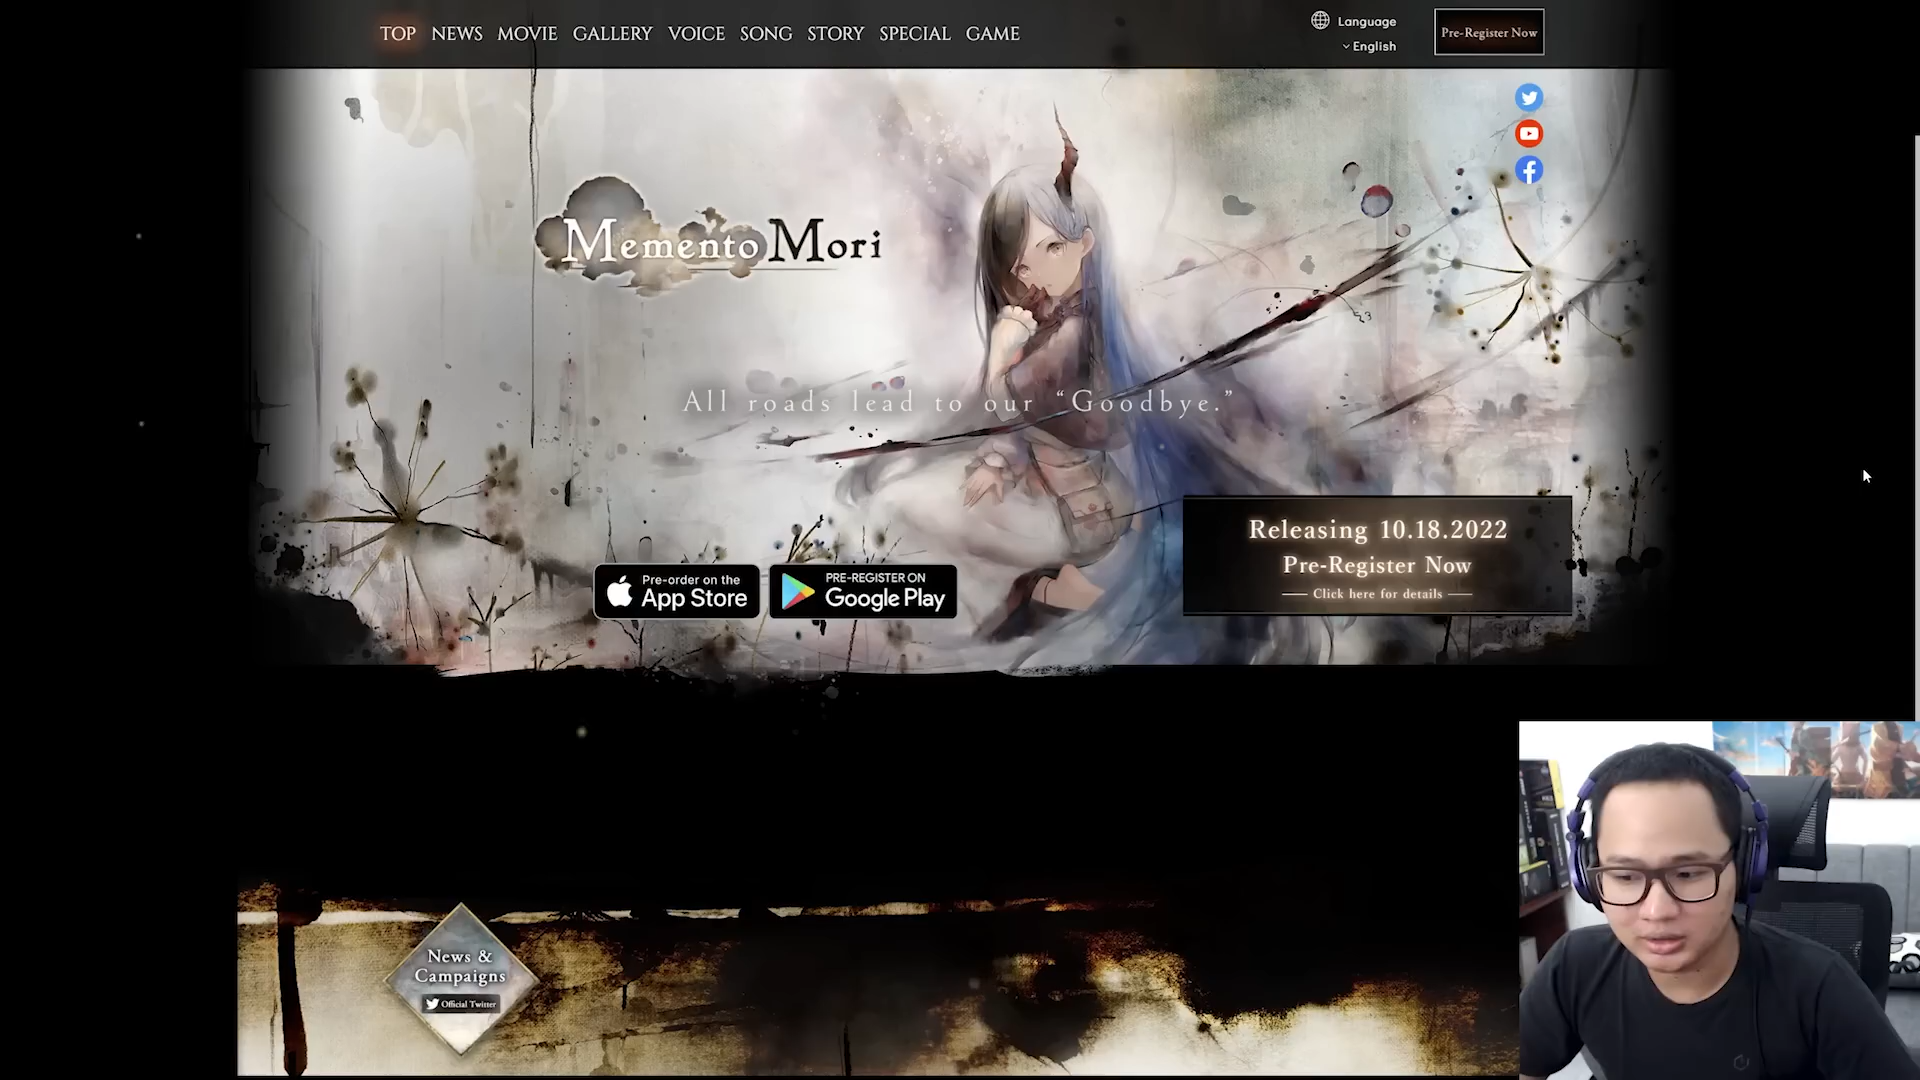 TOP NEWS MOVIE GALLERY VOICE SONG STORY SPECIAL GAME
Language
English
Pre-Register Now
Memento Mori
All roads lead to our “Goodbye.”
Releasing 10.18.2022
Pre-Register Now
Click here for details
Pre-order on the
App Store
PRE-REGISTER ON
Google Play
News &
Campaigns
Official Twitter